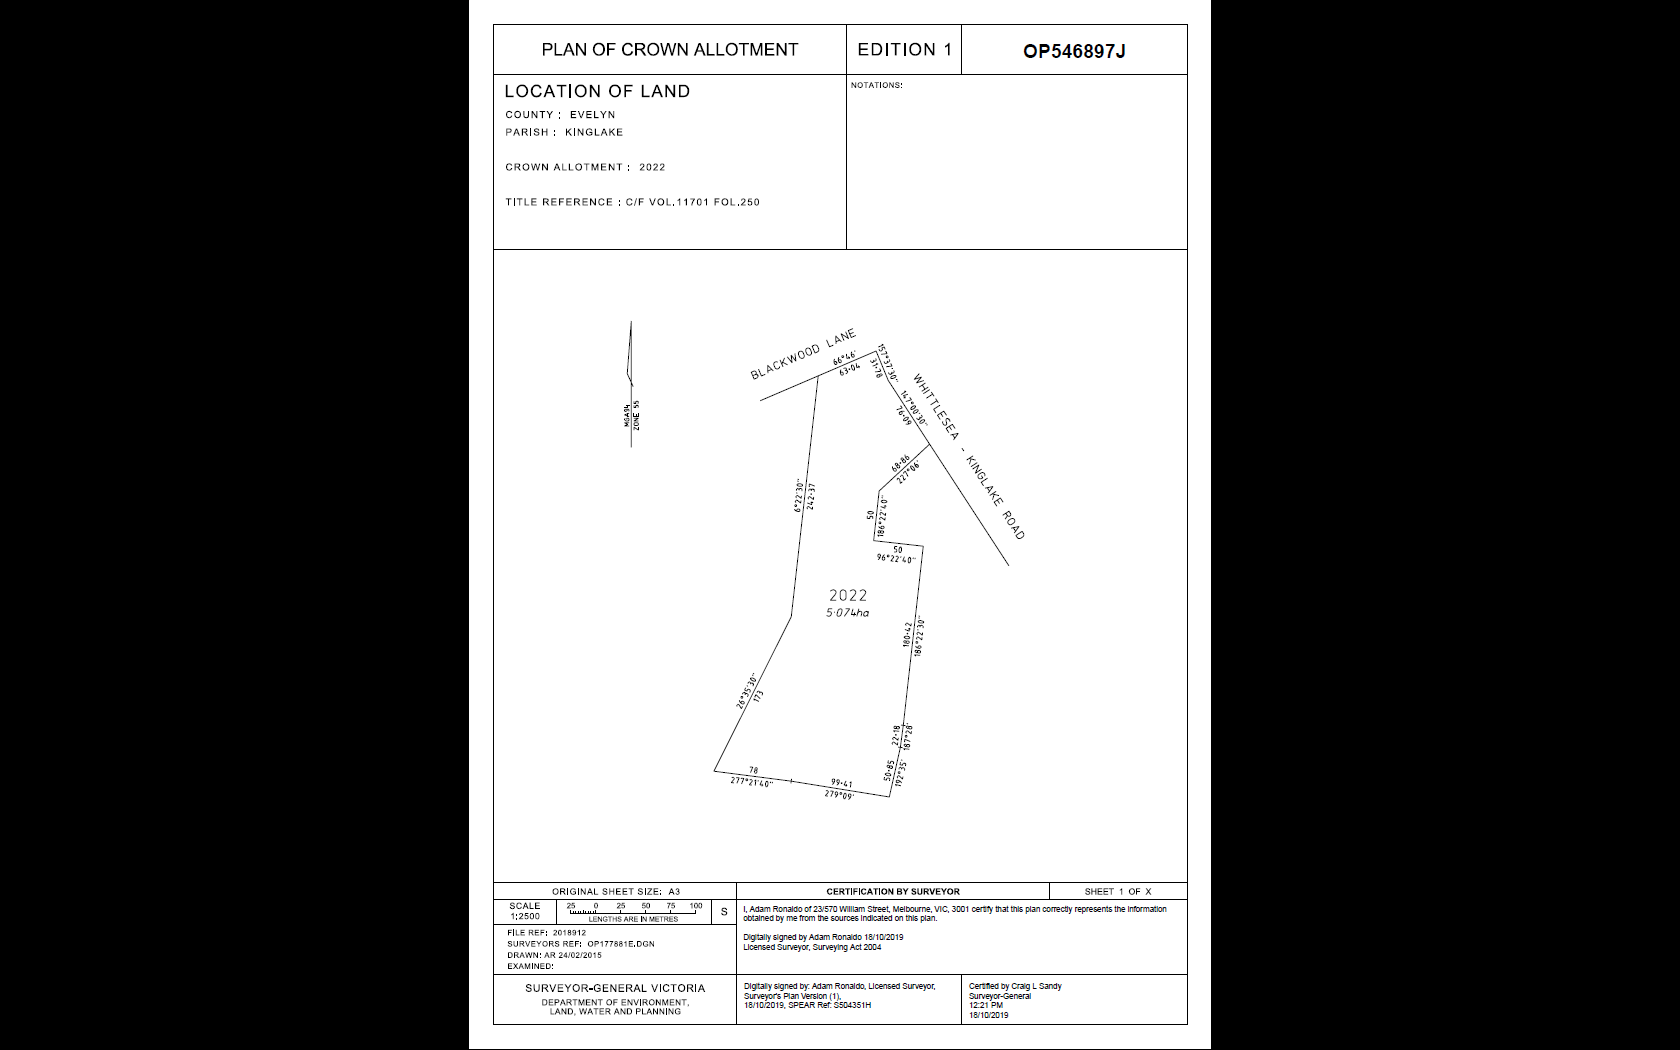 PLAN OF CROWN ALLOTMENT
EDITION 1
OP546897J
LOCATION OF LAND
COUNTY : EVELYN
PARISH : KINGLAKE
CROWN ALLOTMENT : 2022
TITLE REFERENCE : C/F VOL.11701 FOL.250
NOTATIONS:
MGA94
ZONE 55
BLACKWOOD LANE
66°46'
63·04
157°37'30"
31·78
WHITTLESEA - KINGLAKE ROAD
147°00'30"
76·09
68·86
227°06'
6°22'30"
242·37
50
186°22'40"
50
96°22'40"
2022
5·074ha
180·42
186°22'30"
26°35'30"
173
22·18
187°28'
50·85
192°35'
78
277°21'40"
99·41
279°09'
ORIGINAL SHEET SIZE: A3
SCALE
1:2500
25 0 25 50 75 100
LENGTHS ARE IN METRES
S
FILE REF: 2018912
SURVEYORS REF: OP177881E.DGN
DRAWN: AR 24/02/2015
EXAMINED:
SURVEYOR-GENERAL VICTORIA
DEPARTMENT OF ENVIRONMENT,
LAND, WATER AND PLANNING
CERTIFICATION BY SURVEYOR
SHEET 1 OF X
I, Adam Ronaldo of 23/570 William Street, Melbourne, VIC, 3001 certify that this plan correctly represents the information
obtained by me from the sources indicated on this plan.
Digitally signed by Adam Ronaldo 18/10/2019
Licensed Surveyor, Surveying Act 2004
Digitally signed by: Adam Ronaldo, Licensed Surveyor,
Surveyor's Plan Version (1),
18/10/2019, SPEAR Ref: S504351H
Certified by Craig L Sandy
Surveyor-General
12:21 PM
18/10/2019